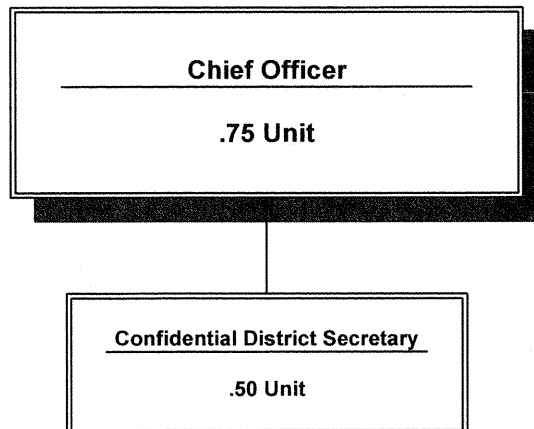 Chief Officer
.75 Unit
Confidential District Secretary
.50 Unit